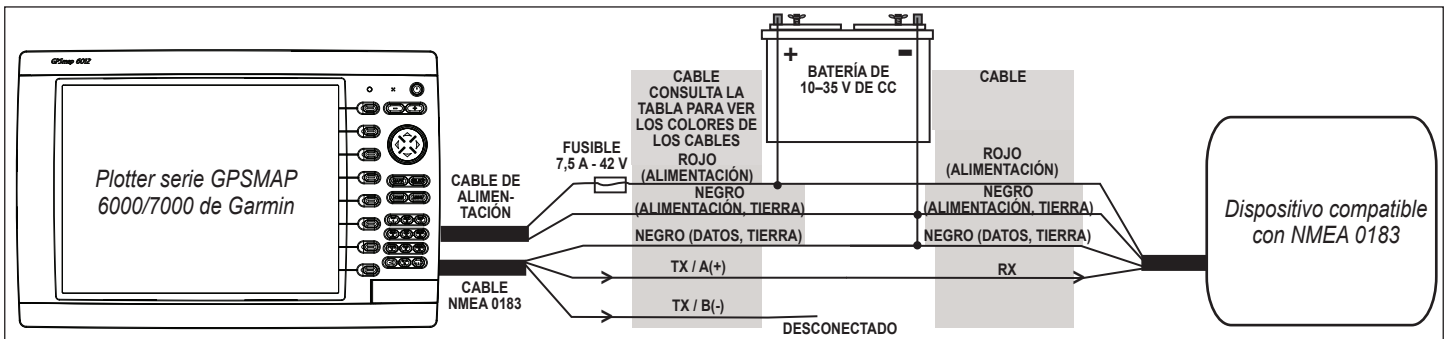 GPSmap 6012
Plotter serie GPSMAP
6000/7000 de Garmin
CABLE DE
ALIMEN-
TACIÓN
CABLE
NMEA 0183
FUSIBLE
7,5 A - 42 V
CABLE
CONSULTA LA
TABLA PARA VER
LOS COLORES DE
LOS CABLES
ROJO
(ALIMENTACIÓN)
NEGRO
(ALIMENTACIÓN, TIERRA)
NEGRO (DATOS, TIERRA)
TX / A(+)
TX / B(-)
DESCONECTADO
+
-
BATERÍA DE
10–35 V DE CC
CABLE
ROJO
(ALIMENTACIÓN)
NEGRO
(ALIMENTACIÓN, TIERRA)
NEGRO (DATOS, TIERRA)
RX
Dispositivo compatible
con NMEA 0183